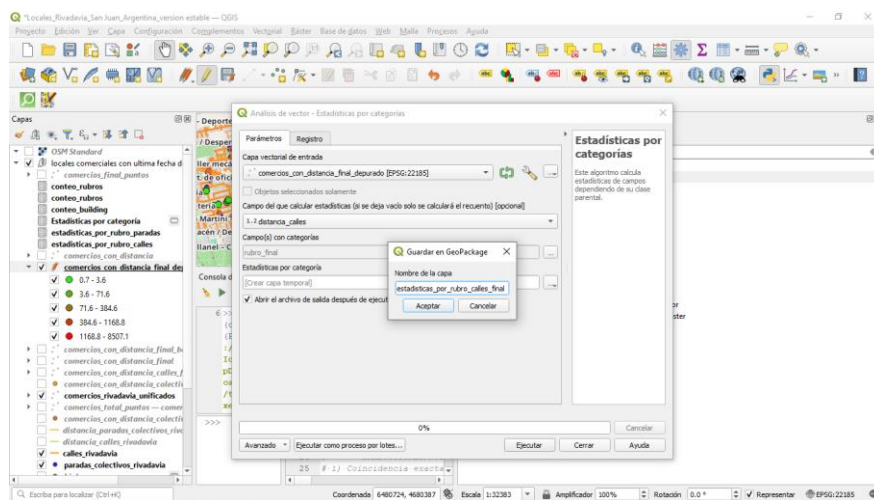 *Locales_Rivadavia_San Juan_Argentina_version estable — QGIS
Proyecto Edición Ver Capa Configuración Complementos Vectorial Ráster Base de datos Web Malla Procesos Ayuda
Capas
OSM Standard
locales comerciales con ultima fecha d
comercios_final_puntos
conteo_rubros
conteo_rubros
conteo_building
Estadísticas por categoría
estadisticas_por_rubro_paradas
estadisticas_por_rubro_calles
comercios_con_distancia
comercios_con_distancia_final_dep
0.7 - 3.6
3.6 - 71.6
71.6 - 384.6
384.6 - 1168.8
1168.8 - 8507.1
comercios_con_distancia_final_b
comercios_con_distancia_final
comercios_con_distancia_calles_f
comercios_con_distancia_colectiv
comercios_rivadavia_unificados
comercios_total_puntos — comer
comercios_con_distancia_colectiv
distancia_paradas_colectivos_riva
distancia_calles_rivadavia
calles_rivadavia
paradas_colectivos_rivadavia
- Deporte
Consola d
6 >>
>>>
25 # 1) Coincidencia exacta
Análisis de vector - Estadísticas por categorías
Parámetros Registro
Capa vectorial de entrada
comercios_con_distancia_final_depurado [EPSG:22185]
Objetos seleccionados solamente
Campo del que calcular estadísticas (si se deja vacío solo se calculará el recuento) [opcional]
1.2 distancia_calles
Campo(s) con categorías
rubro_final
Estadísticas por categoría
[Crear capa temporal]
Abrir el archivo de salida después de ejecut
0%
Cancelar
Avanzado Ejecutar como proceso por lotes... Ejecutar Cerrar Ayuda
Estadísticas por
categorías
Este algoritmo calcula
estadísticas de campos
dependiendo de su clase
parental.
Guardar en GeoPackage
Nombre de la capa
estadisticas_por_rubro_calles_final
Aceptar Cancelar
Escriba para localizar (Ctrl+K) Coordenada 6480724, 4680387 Escala 1:32383 Amplificador 100% Rotación 0.0 ° Representar EPSG:22185